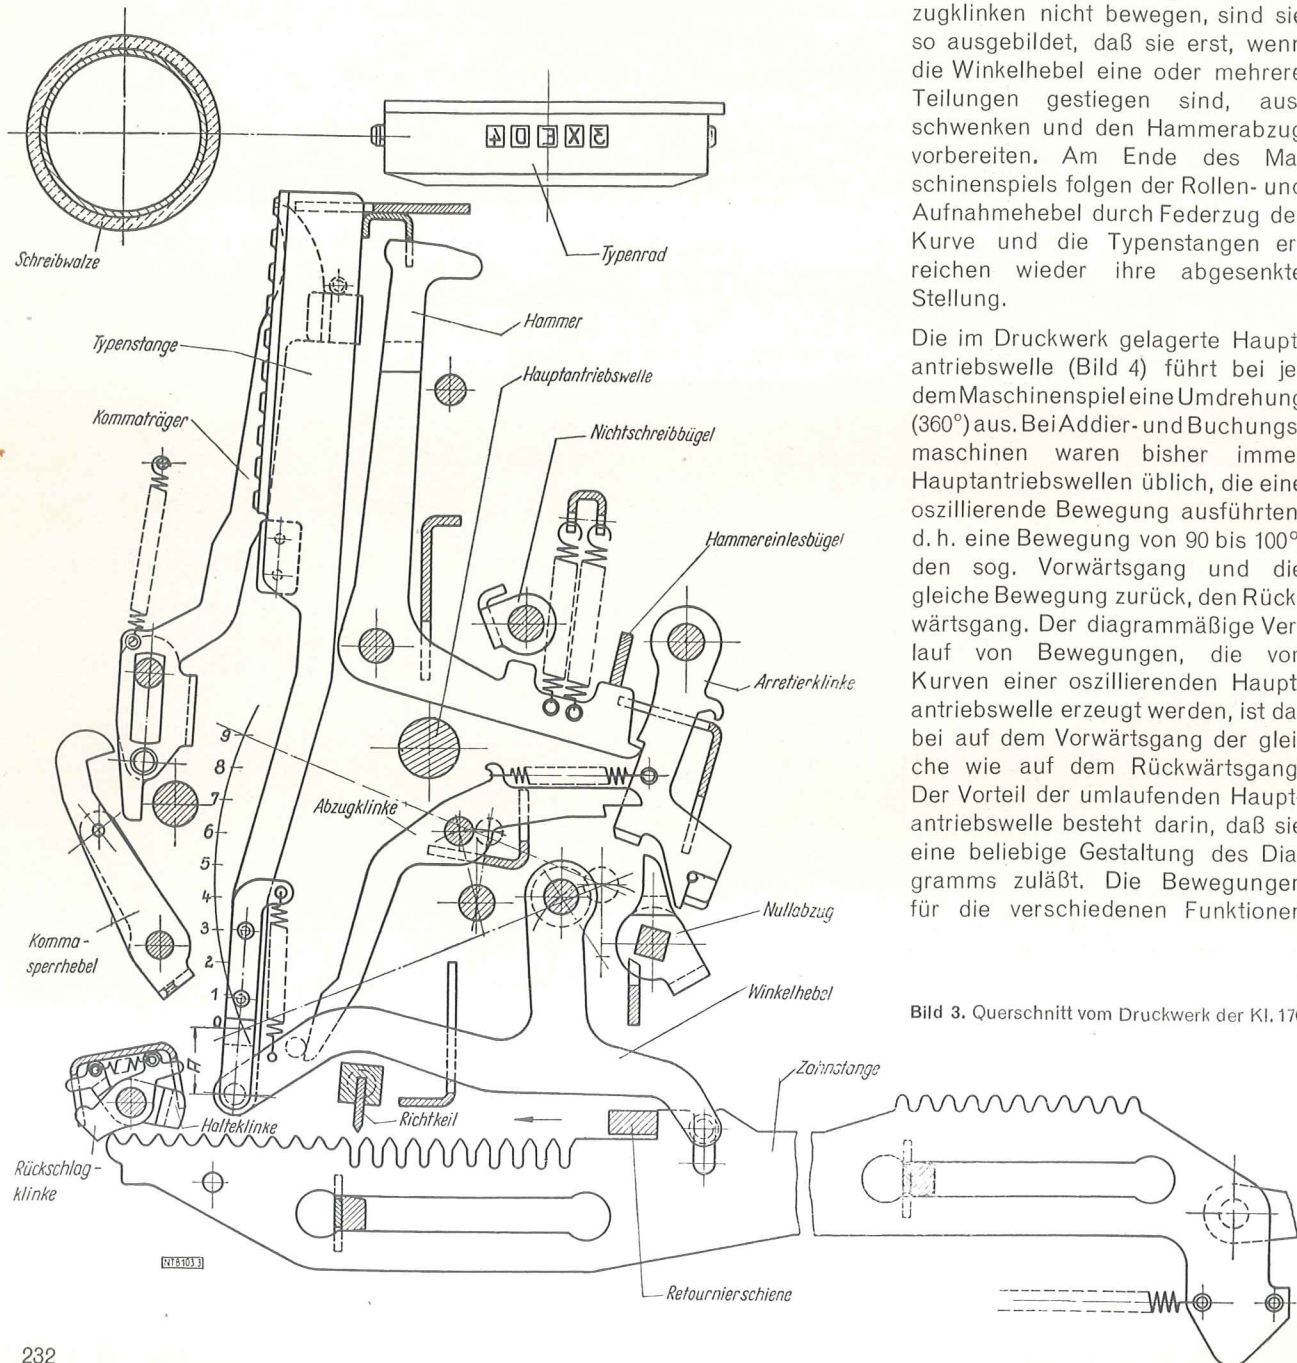 zugklinken nicht bewegen, sind sie
so ausgebildet, daß sie erst, wenn
die Winkelhebel eine oder mehrere
Teilungen gestiegen sind, aus-
schwenken und den Hammerabzug
vorbereiten. Am Ende des Ma-
schinenspiels folgen der Rollen- und
Aufnahmehebel durch Federzug de
Kurve und die Typenstangen er-
reichen wieder ihre abgesenkte
Stellung.
Die im Druckwerk gelagerte Haupt-
antriebswelle (Bild 4) führt bei je-
dem Maschinenspiel eine Umdrehung
(360°) aus. Bei Addier- und Buchungs-
maschinen waren bisher imme
Hauptantriebswellen üblich, die eine
oszillierende Bewegung ausführten
d. h. eine Bewegung von 90 bis 100°
den sog. Vorwärtsgang und die
gleiche Bewegung zurück, den Rück-
wärtsgang. Der diagrammäßige Ver-
lauf von Bewegungen, die von
Kurven einer oszillierenden Haupt-
antriebswelle erzeugt werden, ist da-
bei auf dem Vorwärtsgang der glei-
che wie auf dem Rückwärtsgang
Der Vorteil der umlaufenden Haupt-
antriebswelle besteht darin, daß sie
eine beliebige Gestaltung des Dia-
gramms zuläßt. Die Bewegungen
für die verschiedenen Funktionen
Bild 3. Querschnitt vom Druckwerk der Kl. 170
4 0 E X 3
Schreibwalze
Typenrad
Hammer
Typenstange
Hauptantriebswelle
Kommaträger
Nichtschreibbügel
Hammereinlesbügel
Arretierklinke
9
8
7
6
5
4
3
2
1
0
A
Abzugklinke
Nullabzug
Komma-
sperrhebel
Winkelhebel
Zahnstange
Halteklinke
Richtkeil
Rückschlag-
klinke
Retournierschiene
NTB 103.3
232